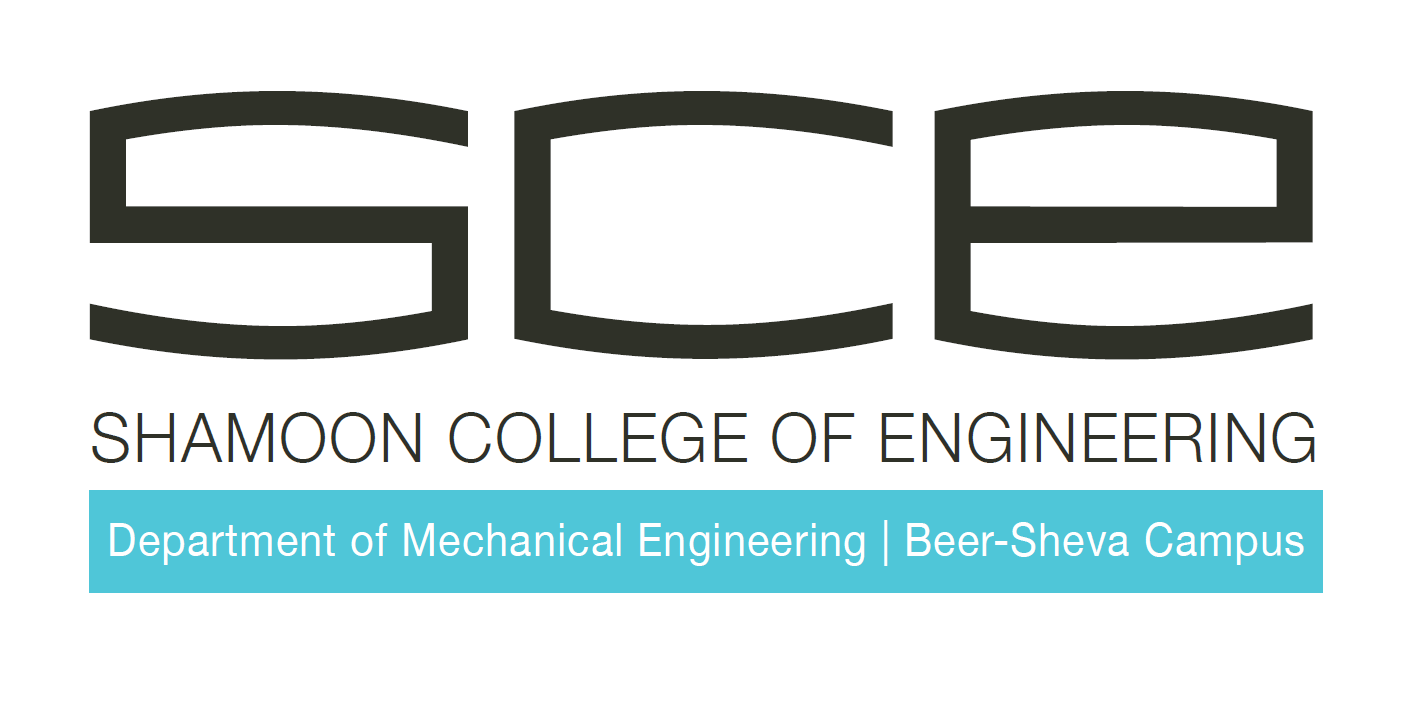 sce
SHAMOON COLLEGE OF ENGINEERING
Department of Mechanical Engineering | Beer-Sheva Campus